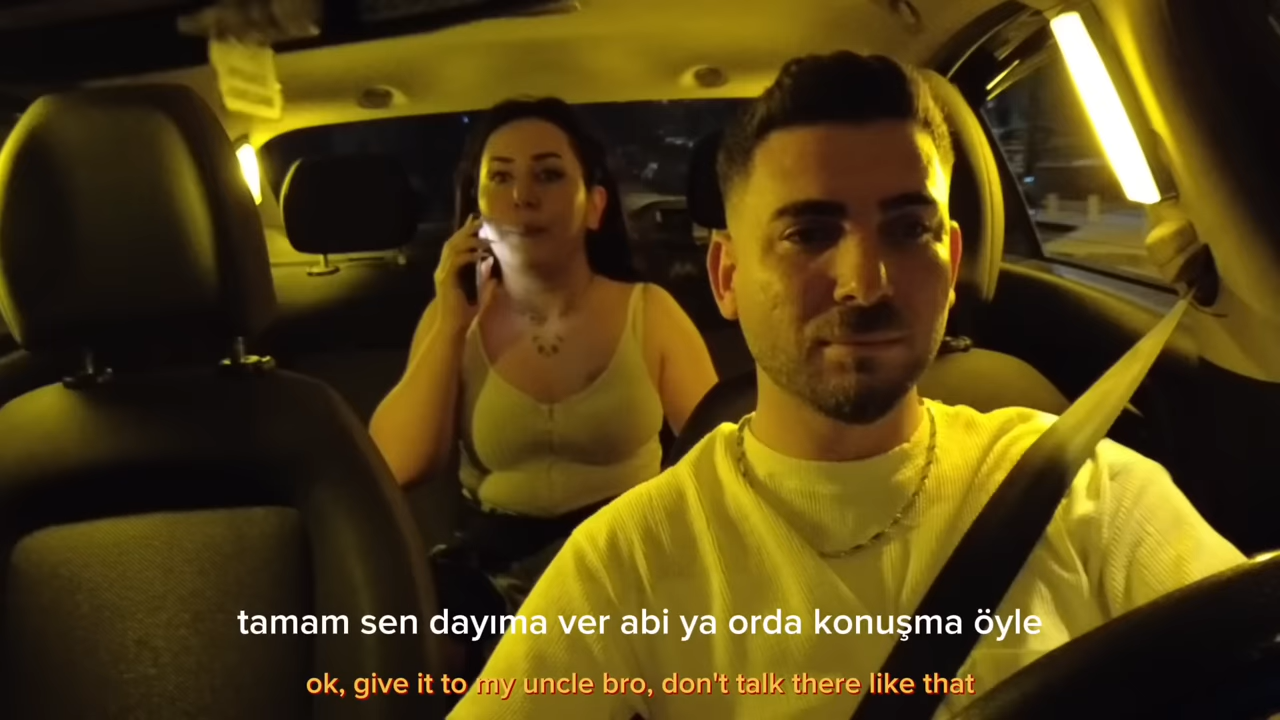 tamam sen dayıma ver abi ya orda konuşma öyle
ok, give it to my uncle bro, don't talk there like that